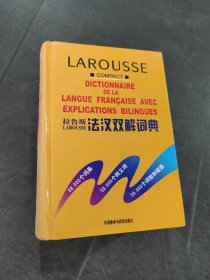 LAROUSSE
COMPACT
DICTIONNAIRE
DE LA
LANGUE FRANÇAISE AVEC
EXPLICATIONS BILINGUES
拉鲁斯 法汉双解词典
LAROUSSE
外语教学与研究出版社